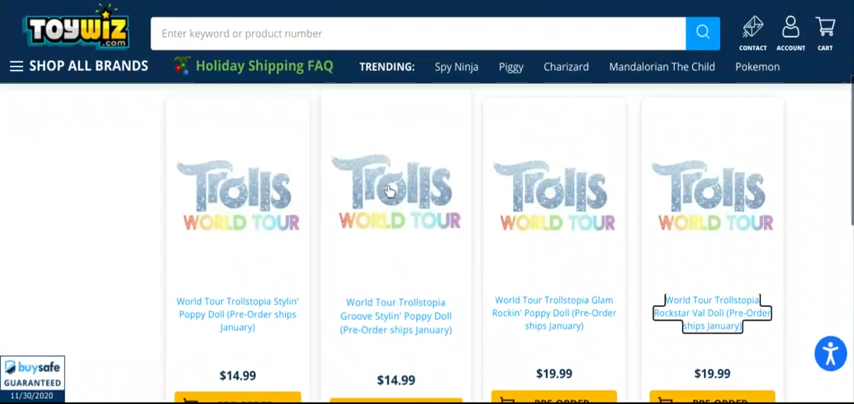 TOYWIZ
.com
Enter keyword or product number
CONTACT
ACCOUNT
CART
SHOP ALL BRANDS
Holiday Shipping FAQ
TRENDING:
Spy Ninja
Piggy
Charizard
Mandalorian The Child
Pokemon
Trolls
WORLD TOUR
Trolls
WORLD TOUR
Trolls
WORLD TOUR
Trolls
WORLD TOUR
World Tour Trollstopia Stylin'
Poppy Doll (Pre-Order ships
January)
World Tour Trollstopia
Groove Stylin' Poppy Doll
(Pre-Order ships January)
World Tour Trollstopia Glam
Rockin' Poppy Doll (Pre-Order
ships January)
World Tour Trollstopia
Rockstar Val Doll (Pre-Order
ships January)
$14.99
$14.99
$19.99
$19.99
PRE-ORDER
PRE-ORDER
buySAFE
GUARANTEED
11/30/2020